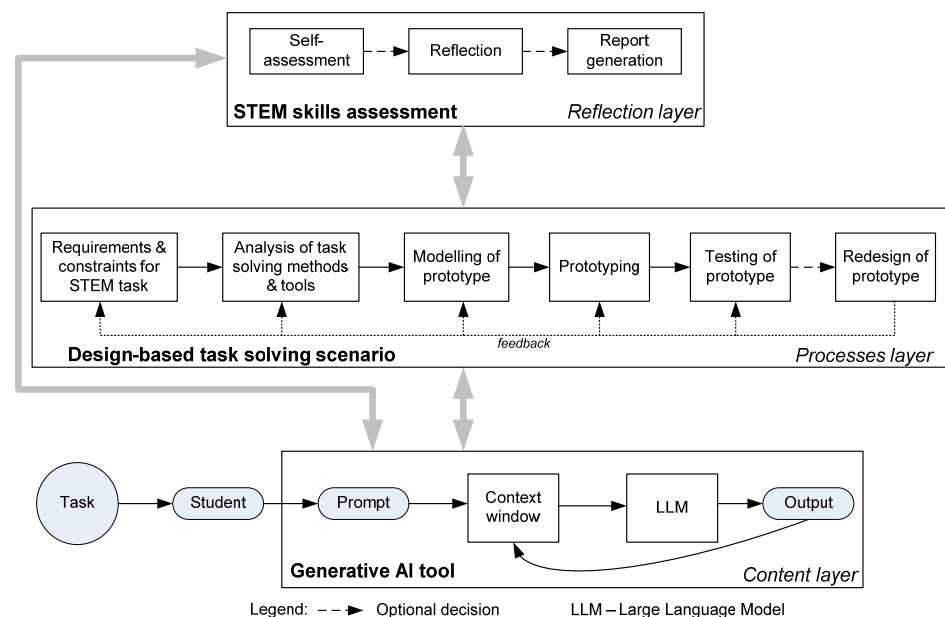 Self-
assessment
Reflection
Report
generation
STEM skills assessment
Reflection layer
Requirements &
constraints for
STEM task
Analysis of task
solving methods
& tools
Modelling of
prototype
Prototyping
Testing of
prototype
Redesign of
prototype
feedback
Design-based task solving scenario
Processes layer
Task
Student
Prompt
Context
window
LLM
Output
Generative AI tool
Content layer
Legend: Optional decision LLM – Large Language Model